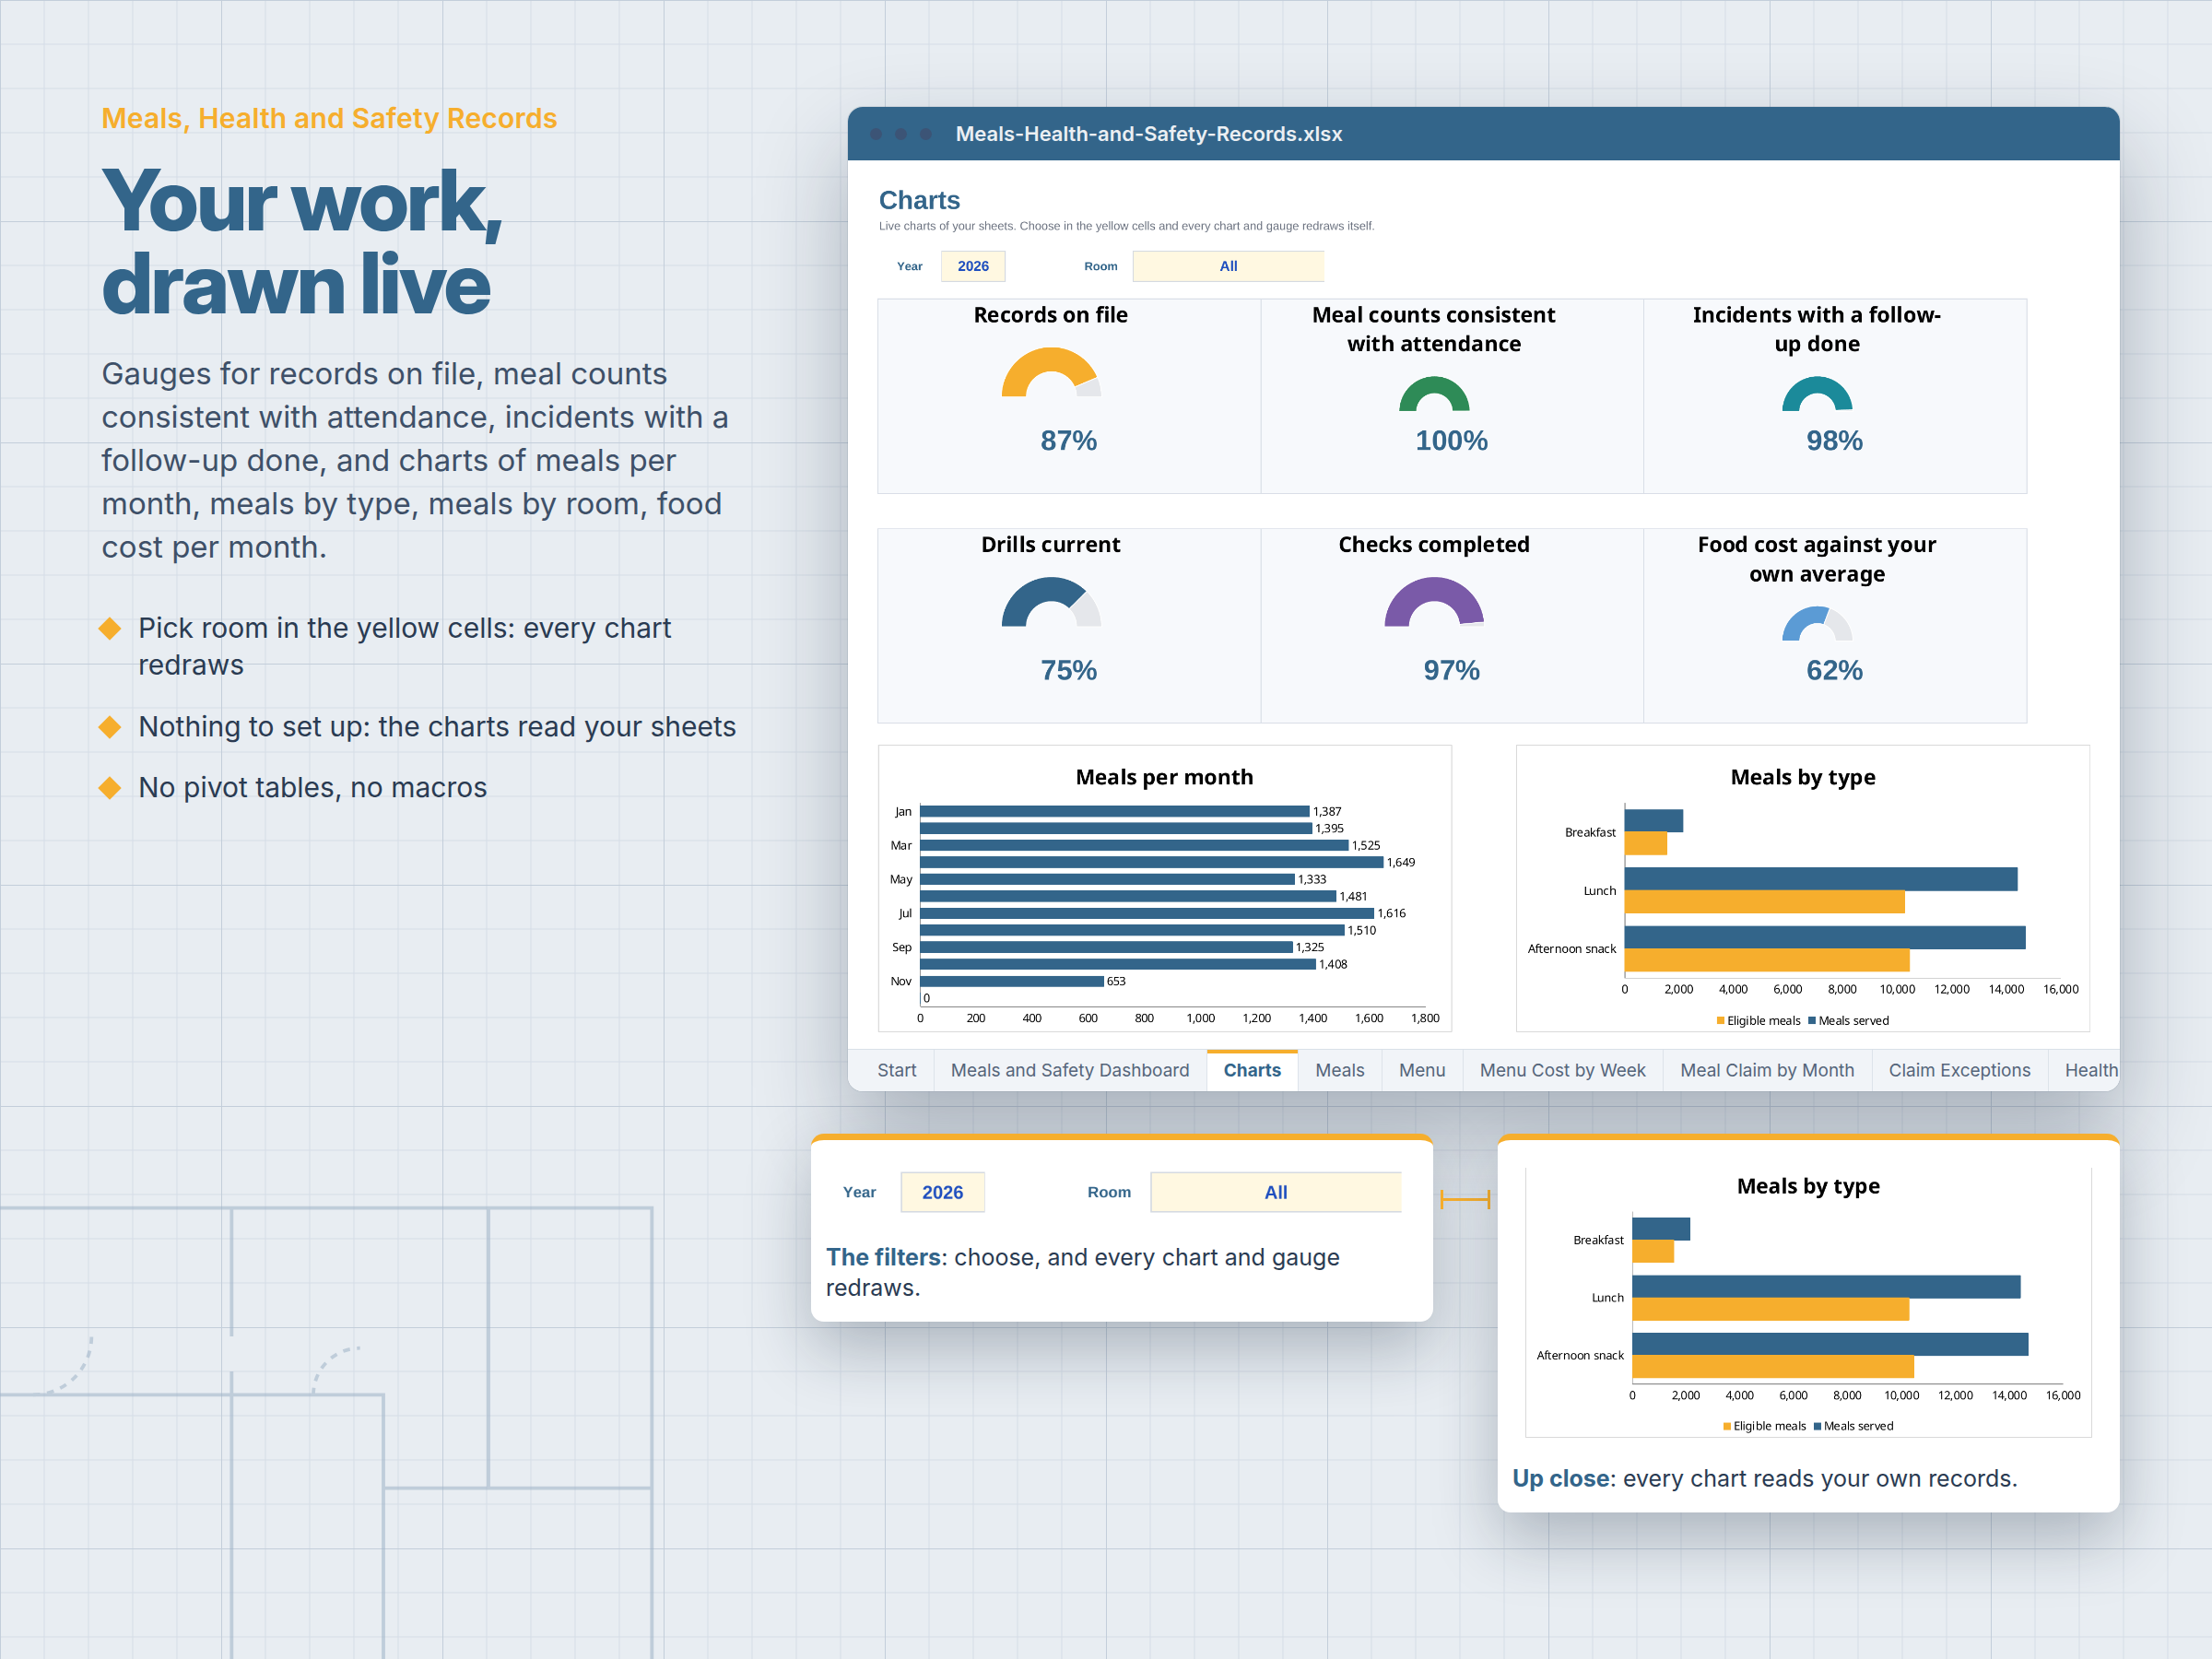 Meals, Health and Safety Records
Your work,
drawn live
Gauges for records on file, meal counts
consistent with attendance, incidents with a
follow-up done, and charts of meals per
month, meals by type, meals by room, food
cost per month.
Pick room in the yellow cells: every chart
redraws
Nothing to set up: the charts read your sheets
No pivot tables, no macros
Meals-Health-and-Safety-Records.xlsx
Charts
Live charts of your sheets. Choose in the yellow cells and every chart and gauge redraws itself.
Year 2026 Room All
Records on file
87%
Meal counts consistent
with attendance
100%
Incidents with a follow-
up done
98%
Drills current
75%
Checks completed
97%
Food cost against your
own average
62%
Meals per month
Jan 1,387
1,395
Mar 1,525
1,649
May 1,333
1,481
Jul 1,616
1,510
Sep 1,325
1,408
Nov 653
0
0 200 400 600 800 1,000 1,200 1,400 1,600 1,800
Meals by type
Breakfast
Lunch
Afternoon snack
0 2,000 4,000 6,000 8,000 10,000 12,000 14,000 16,000
Eligible meals Meals served
Start Meals and Safety Dashboard Charts Meals Menu Menu Cost by Week Meal Claim by Month Claim Exceptions Health
Year 2026 Room All
The filters: choose, and every chart and gauge
redraws.
Meals by type
Breakfast
Lunch
Afternoon snack
0 2,000 4,000 6,000 8,000 10,000 12,000 14,000 16,000
Eligible meals Meals served
Up close: every chart reads your own records.